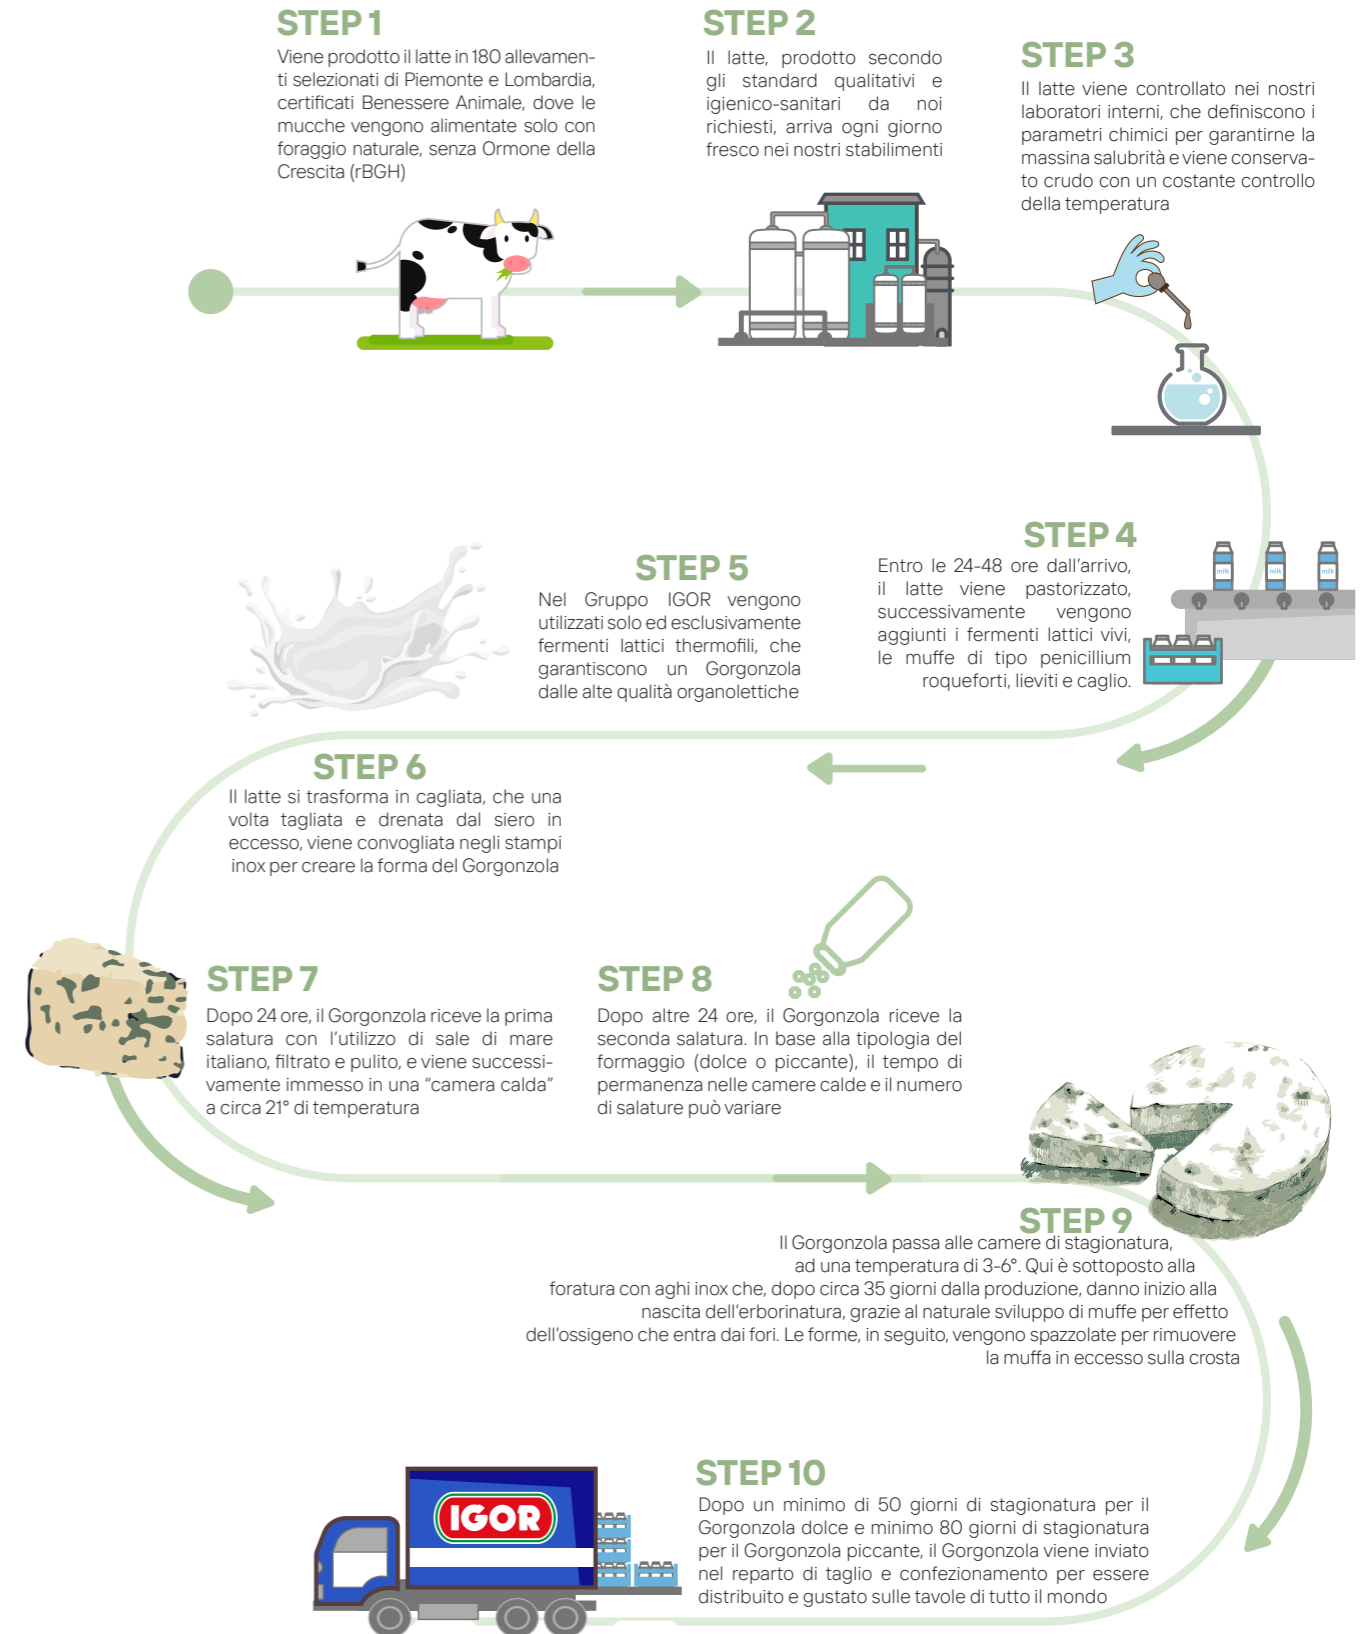 STEP 1
Viene prodotto il latte in 180 allevamen-
ti selezionati di Piemonte e Lombardia,
certificati Benessere Animale, dove le
mucche vengono alimentate solo con
foraggio naturale, senza Ormone della
Crescita (rBGH)
STEP 2
Il latte, prodotto secondo
gli standard qualitativi e
igienico-sanitari da noi
richiesti, arriva ogni giorno
fresco nei nostri stabilimenti
STEP 3
Il latte viene controllato nei nostri
laboratori interni, che definiscono i
parametri chimici per garantirne la
massina salubrità e viene conserva-
to crudo con un costante controllo
della temperatura
STEP 4
Entro le 24-48 ore dall'arrivo,
il latte viene pastorizzato,
successivamente vengono
aggiunti i fermenti lattici vivi,
le muffe di tipo penicillium
roqueforti, lieviti e caglio.
milk
milk
milk
STEP 5
Nel Gruppo IGOR vengono
utilizzati solo ed esclusivamente
fermenti lattici thermofili, che
garantiscono un Gorgonzola
dalle alte qualità organolettiche
STEP 6
Il latte si trasforma in cagliata, che una
volta tagliata e drenata dal siero in
eccesso, viene convogliata negli stampi
inox per creare la forma del Gorgonzola
STEP 7
Dopo 24 ore, il Gorgonzola riceve la prima
salatura con l'utilizzo di sale di mare
italiano, filtrato e pulito, e viene successi-
vamente immesso in una “camera calda”
a circa 21° di temperatura
STEP 8
Dopo altre 24 ore, il Gorgonzola riceve la
seconda salatura. In base alla tipologia del
formaggio (dolce o piccante), il tempo di
permanenza nelle camere calde e il numero
di salature può variare
STEP 9
Il Gorgonzola passa alle camere di stagionatura,
ad una temperatura di 3-6°. Qui è sottoposto alla
foratura con aghi inox che, dopo circa 35 giorni dalla produzione, danno inizio alla
nascita dell'erborinatura, grazie al naturale sviluppo di muffe per effetto
dell'ossigeno che entra dai fori. Le forme, in seguito, vengono spazzolate per rimuovere
la muffa in eccesso sulla crosta
STEP 10
Dopo un minimo di 50 giorni di stagionatura per il
Gorgonzola dolce e minimo 80 giorni di stagionatura
per il Gorgonzola piccante, il Gorgonzola viene inviato
nel reparto di taglio e confezionamento per essere
distribuito e gustato sulle tavole di tutto il mondo
IGOR